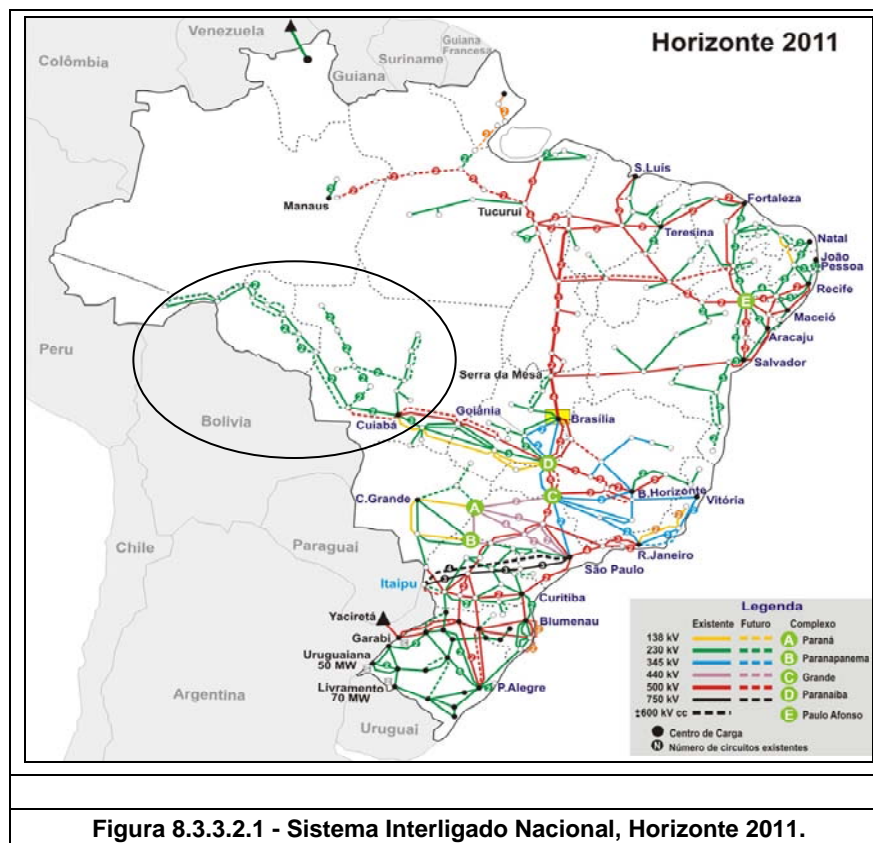 Horizonte 2011
Venezuela
Colômbia
Guiana
Suriname
Guiana
Francesa
Manaus
Tucuruí
S.Luís
Fortaleza
Teresina
Natal
João
Pessoa
Recife
Maceió
Aracaju
Salvador
E
Peru
Bolivia
Serra da Mesa
Cuiabá
Goiânia
Brasília
D
C
B.Horizonte
Vitória
C.Grande
A
B
R.Janeiro
São Paulo
Chile
Paraguai
Itaipu
Curitiba
Blumenau
Yaciretá
Garabi
Uruguaiana
50 MW
Livramento
70 MW
P.Alegre
Argentina
Uruguai
Legenda
Existente Futuro Complexo
138 kV A Paraná
230 kV B Paranapanema
345 kV C Grande
440 kV D Paranaíba
500 kV E Paulo Afonso
750 kV
±600 kV cc
Centro de Carga
N Número de circuitos existentes
Figura 8.3.3.2.1 - Sistema Interligado Nacional, Horizonte 2011.